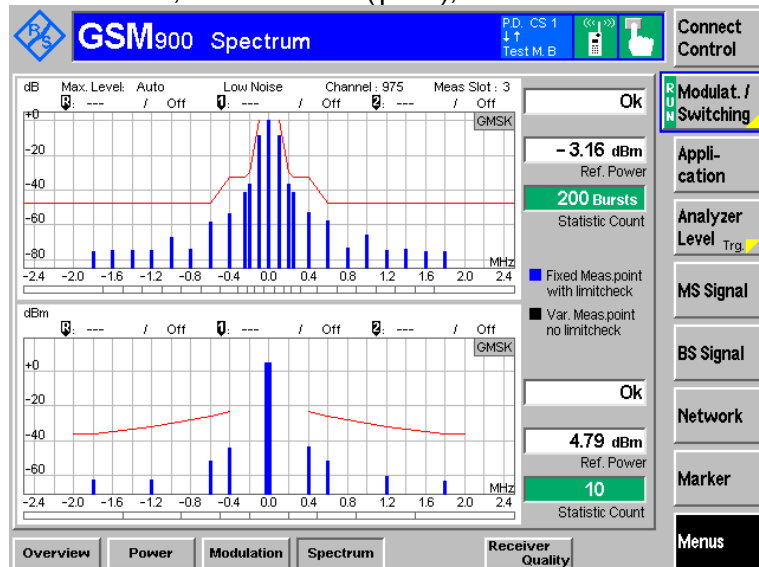 R/S GSM900 Spectrum
P.D. CS 1
Test M. B
Connect Control
dB Max. Level: Auto Low Noise Channel : 975 Meas Slot : 3
R: --- / Off 1: --- / Off 2: --- / Off
GMSK
+0
-20
-40
-60
-80
MHz
-2.4 -2.0 -1.6 -1.2 -0.8 -0.4 0.0 0.4 0.8 1.2 1.6 2.0 2.4
Ok
-3.16 dBm
Ref. Power
200 Bursts
Statistic Count
Fixed Meas.point
with limitcheck
Var. Meas.point
no limitcheck
dBm
R: --- / Off 1: --- / Off 2: --- / Off
GMSK
+0
-20
-40
-60
MHz
-2.4 -2.0 -1.6 -1.2 -0.8 -0.4 0.0 0.4 0.8 1.2 1.6 2.0 2.4
Ok
4.79 dBm
Ref. Power
10
Statistic Count
RUN
Modulat. /
Switching
Appli-
cation
Analyzer
Level Trg.
MS Signal
BS Signal
Network
Marker
Menus
Overview Power Modulation Spectrum
Receiver
Quality